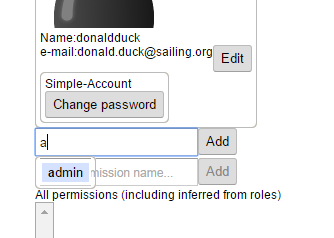 Name:donaldduck
e-mail:donald.duck@sailing.org
Edit
Simple-Account
Change password
a Add
admin mission name... Add
All permissions (including inferred from roles)